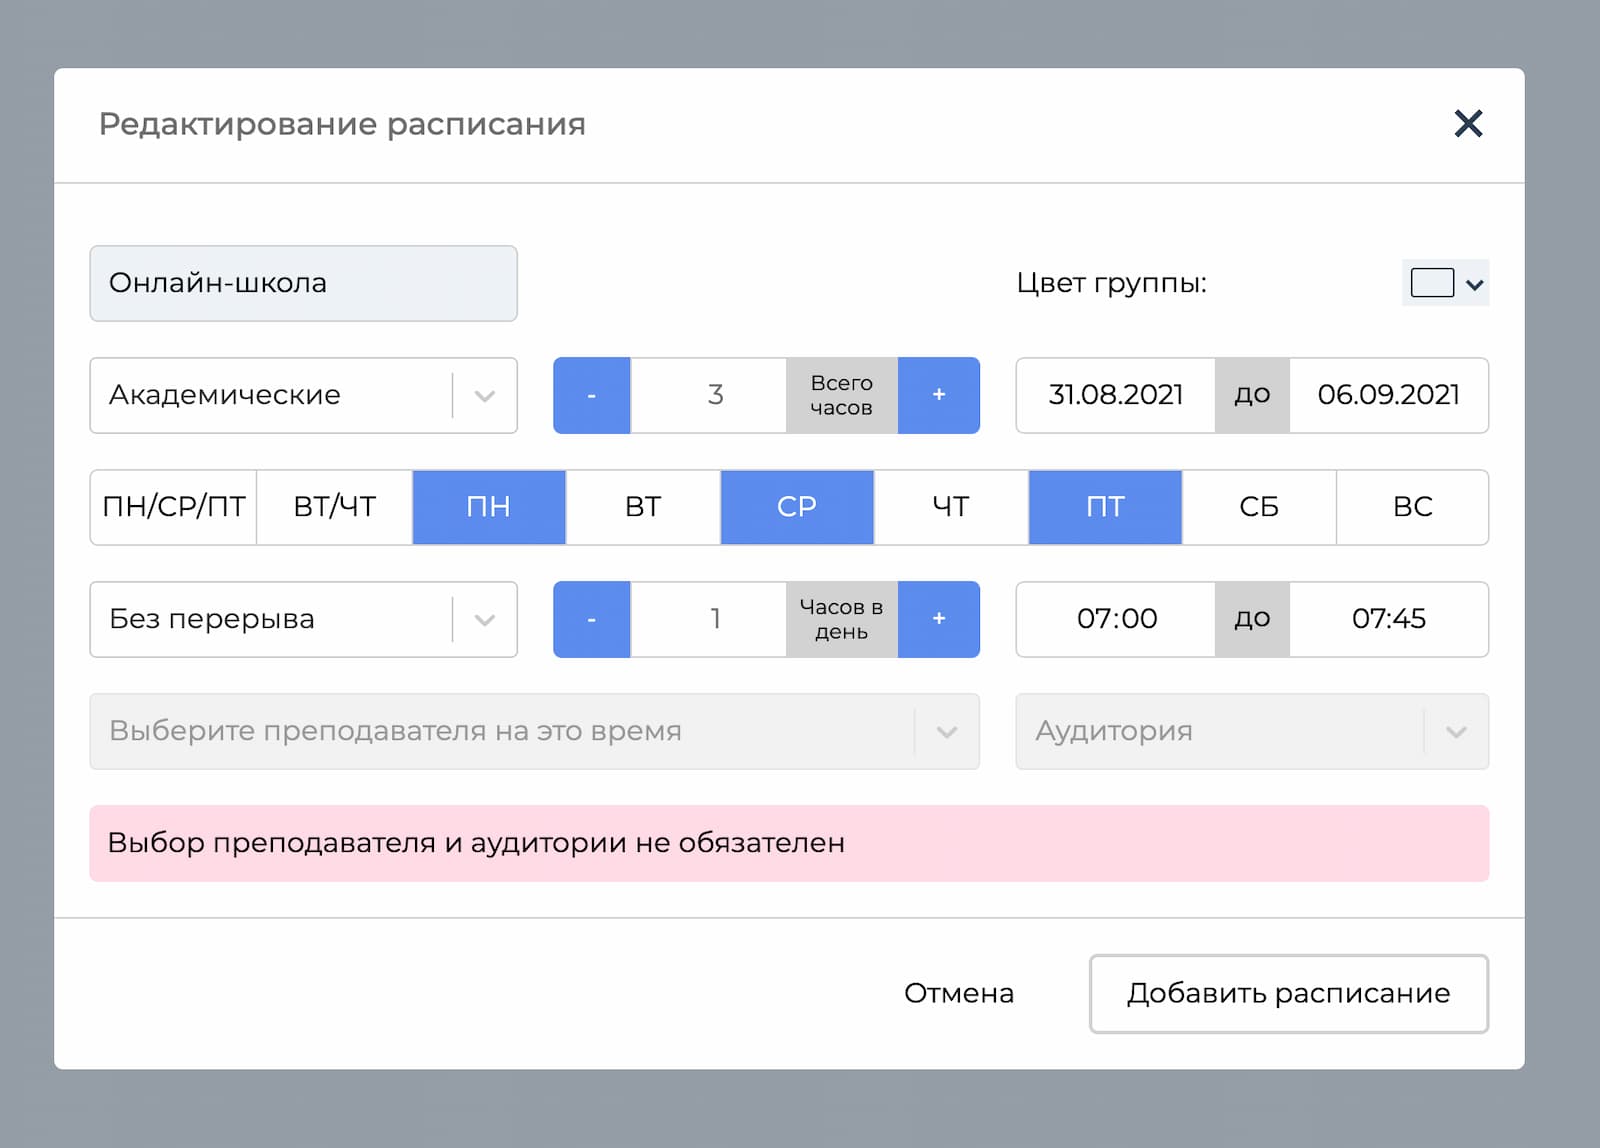 Редактирование расписания
Онлайн-школа
Цвет группы:
Академические
- 3 Всего часов +
31.08.2021 до 06.09.2021
ПН/СР/ПТ ВТ/ЧТ ПН ВТ СР ЧТ ПТ СБ ВС
Без перерыва
- 1 Часов в день +
07:00 до 07:45
Выберите преподавателя на это время
Аудитория
Выбор преподавателя и аудитории не обязателен
Отмена
Добавить расписание